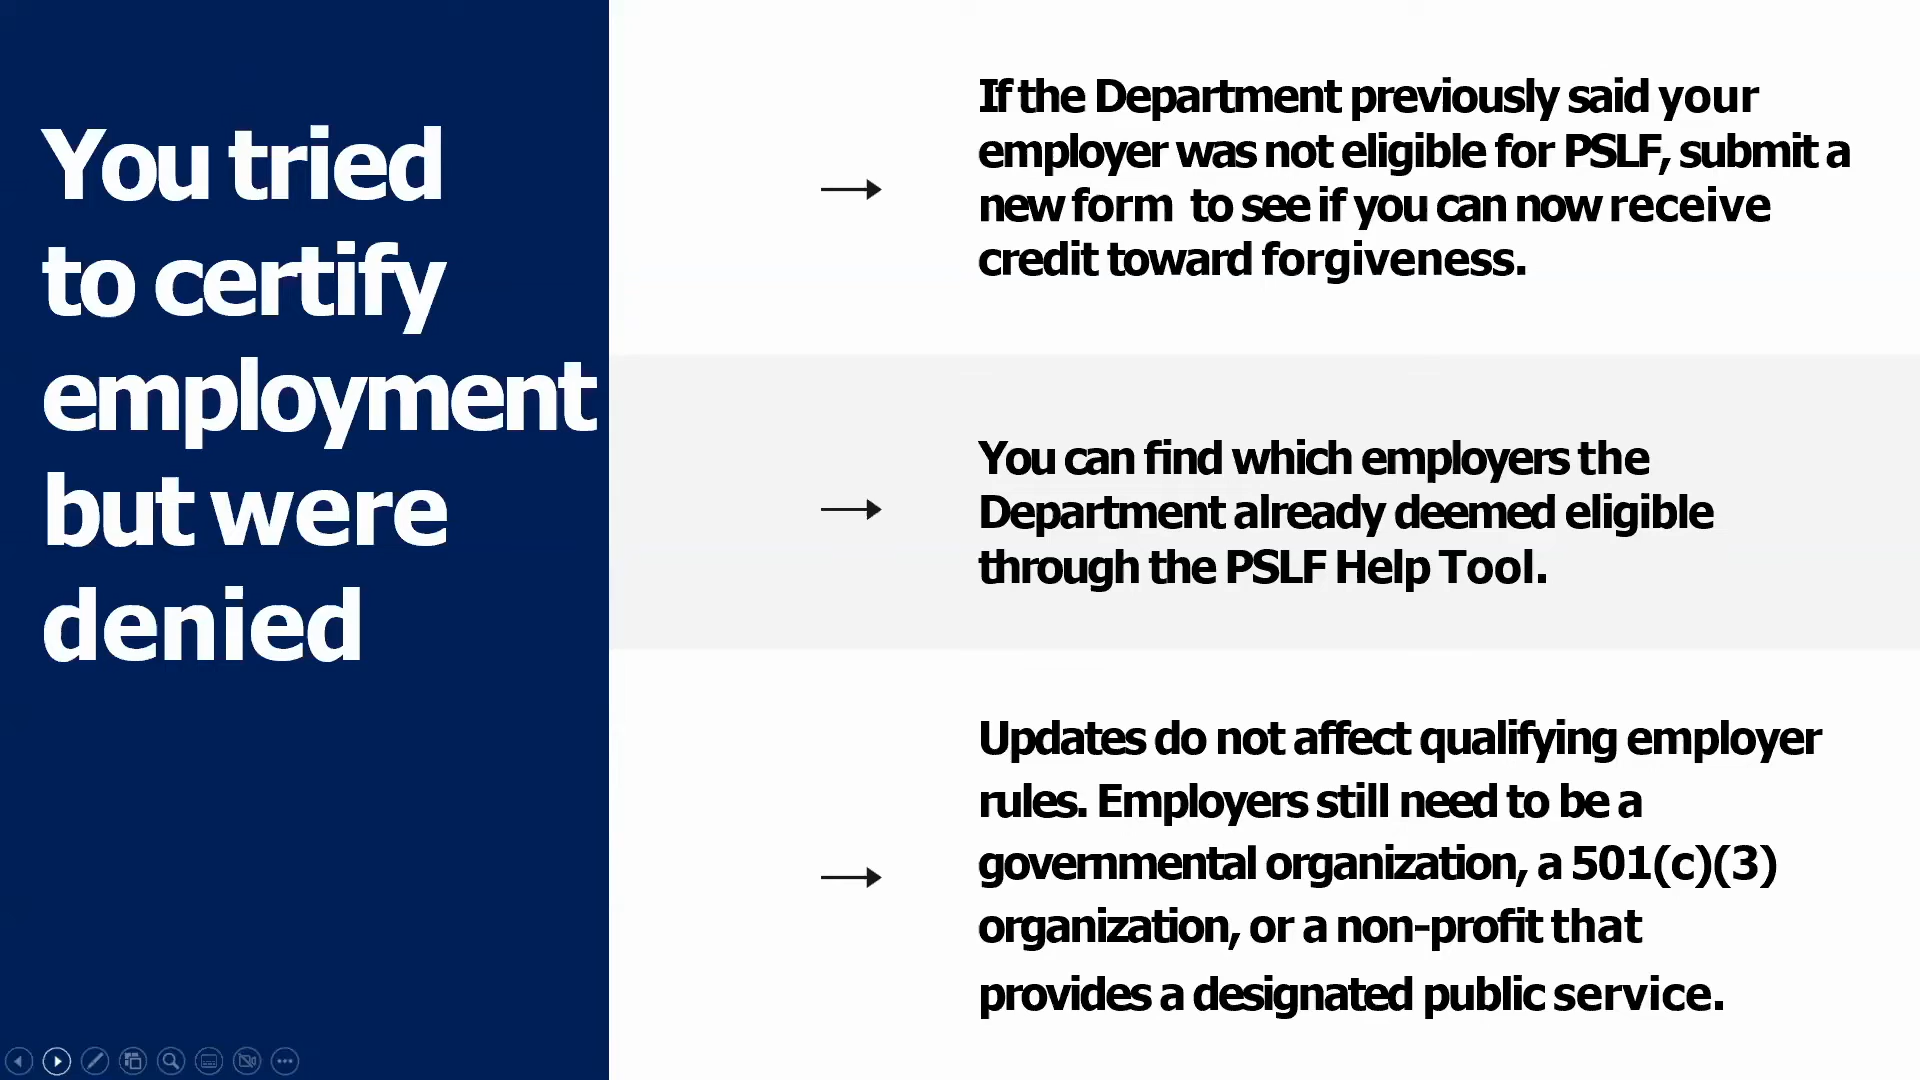 You tried
to certify
employment
but were
denied
If the Department previously said your
employer was not eligible for PSLF, submit a
new form to see if you can now receive
credit toward forgiveness.
You can find which employers the
Department already deemed eligible
through the PSLF Help Tool.
Updates do not affect qualifying employer
rules. Employers still need to be a
governmental organization, a 501(c)(3)
organization, or a non-profit that
provides a designated public service.